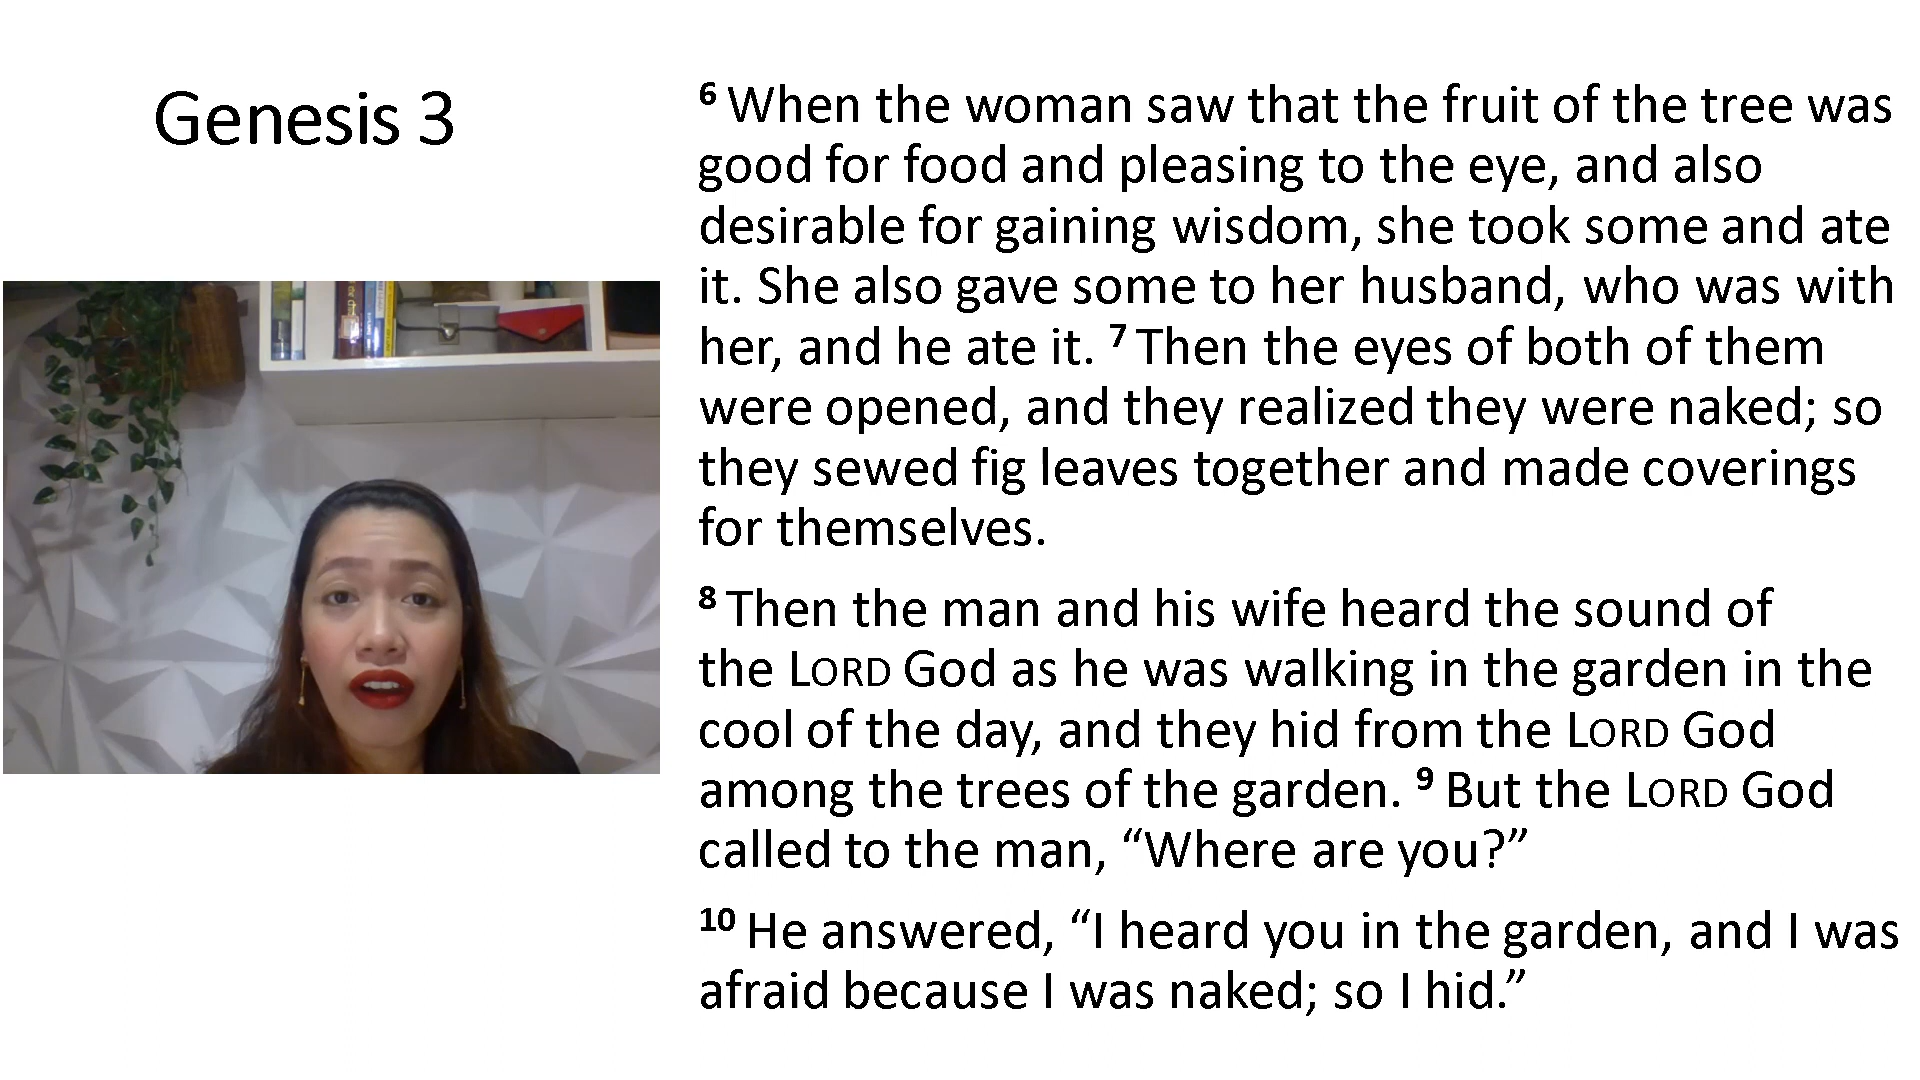 Genesis 3
6 When the woman saw that the fruit of the tree was
good for food and pleasing to the eye, and also
desirable for gaining wisdom, she took some and ate
it. She also gave some to her husband, who was with
her, and he ate it. 7 Then the eyes of both of them
were opened, and they realized they were naked; so
they sewed fig leaves together and made coverings
for themselves.
8 Then the man and his wife heard the sound of
the LORD God as he was walking in the garden in the
cool of the day, and they hid from the LORD God
among the trees of the garden. 9 But the LORD God
called to the man, “Where are you?”
10 He answered, “I heard you in the garden, and I was
afraid because I was naked; so I hid.”